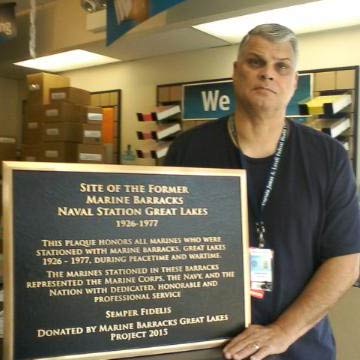 We
SITE OF THE FORMER
MARINE BARRACKS
NAVAL STATION GREAT LAKES
1926-1977
THIS PLAQUE HONORS ALL MARINES WHO WERE
STATIONED WITH MARINE BARRACKS, GREAT LAKES
1926 - 1977, DURING PEACETIME AND WARTIME.
THE MARINES STATIONED IN THESE BARRACKS
REPRESENTED THE MARINE CORPS, THE NAVY, AND THE
NATION WITH DEDICATED, HONORABLE AND
PROFESSIONAL SERVICE
SEMPER FIDELIS
DONATED BY MARINE BARRACKS GREAT LAKES
PROJECT 2015